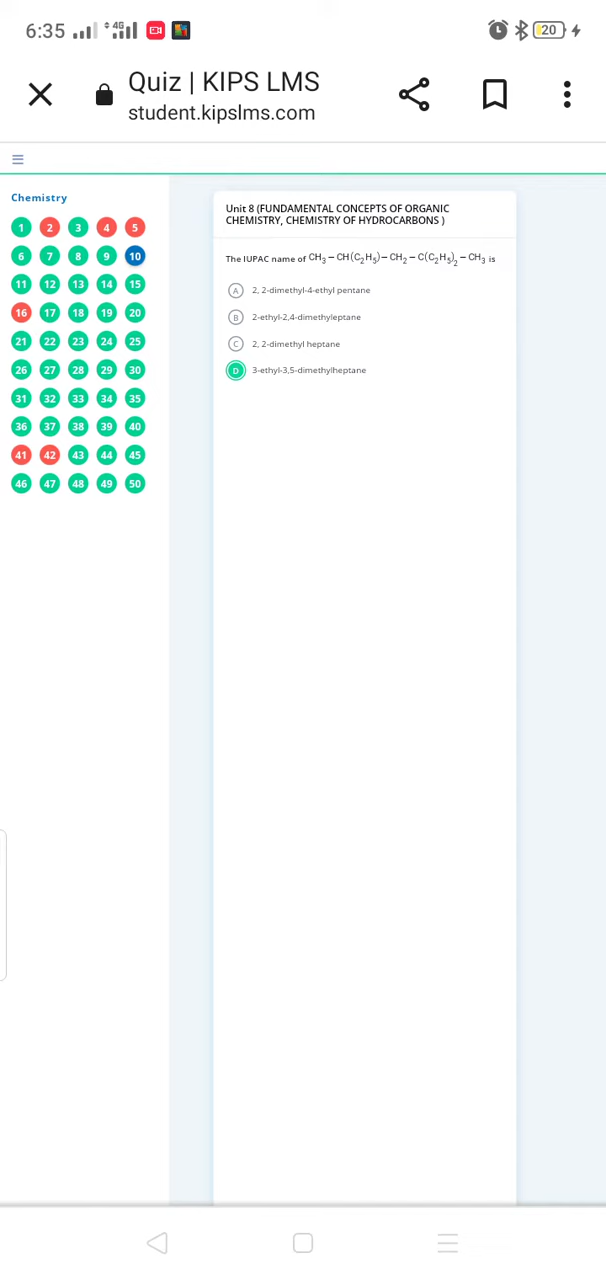 6:35 4G 20
Quiz | KIPS LMS
student.kipslms.com
Chemistry
1 2 3 4 5
6 7 8 9 10
11 12 13 14 15
16 17 18 19 20
21 22 23 24 25
26 27 28 29 30
31 32 33 34 35
36 37 38 39 40
41 42 43 44 45
46 47 48 49 50
Unit 8 (FUNDAMENTAL CONCEPTS OF ORGANIC
CHEMISTRY, CHEMISTRY OF HYDROCARBONS )
The IUPAC name of CH₃ – CH(C₂H₅) – CH₂ – C(C₂H₅)₂ – CH₃ is
A 2, 2-dimethyl-4-ethyl pentane
B 2-ethyl-2,4-dimethyleptane
C 2, 2-dimethyl heptane
D 3-ethyl-3,5-dimethylheptane